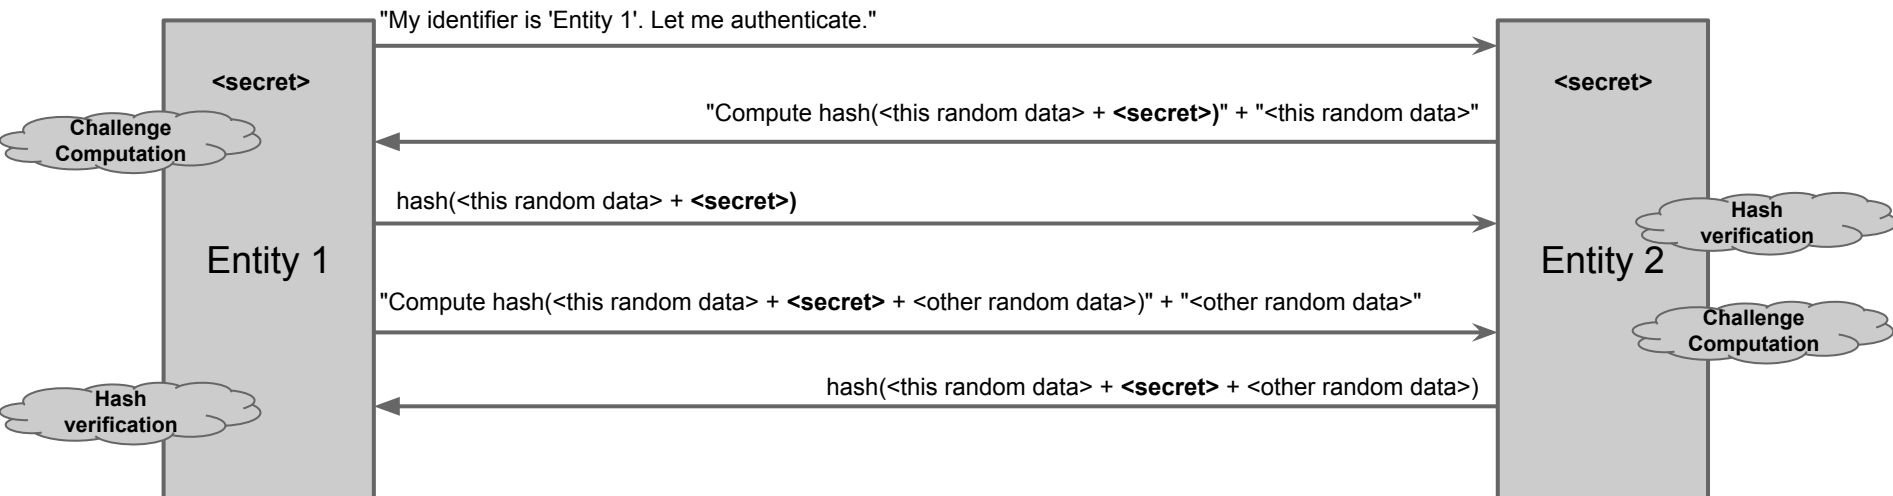 "My identifier is 'Entity 1'. Let me authenticate."
<secret>
<secret>
"Compute hash(<this random data> + <secret>)" + "<this random data>"
Challenge
Computation
hash(<this random data> + <secret>)
Hash
verification
Entity 1
Entity 2
"Compute hash(<this random data> + <secret> + <other random data>)" + "<other random data>"
Challenge
Computation
hash(<this random data> + <secret> + <other random data>)
Hash
verification